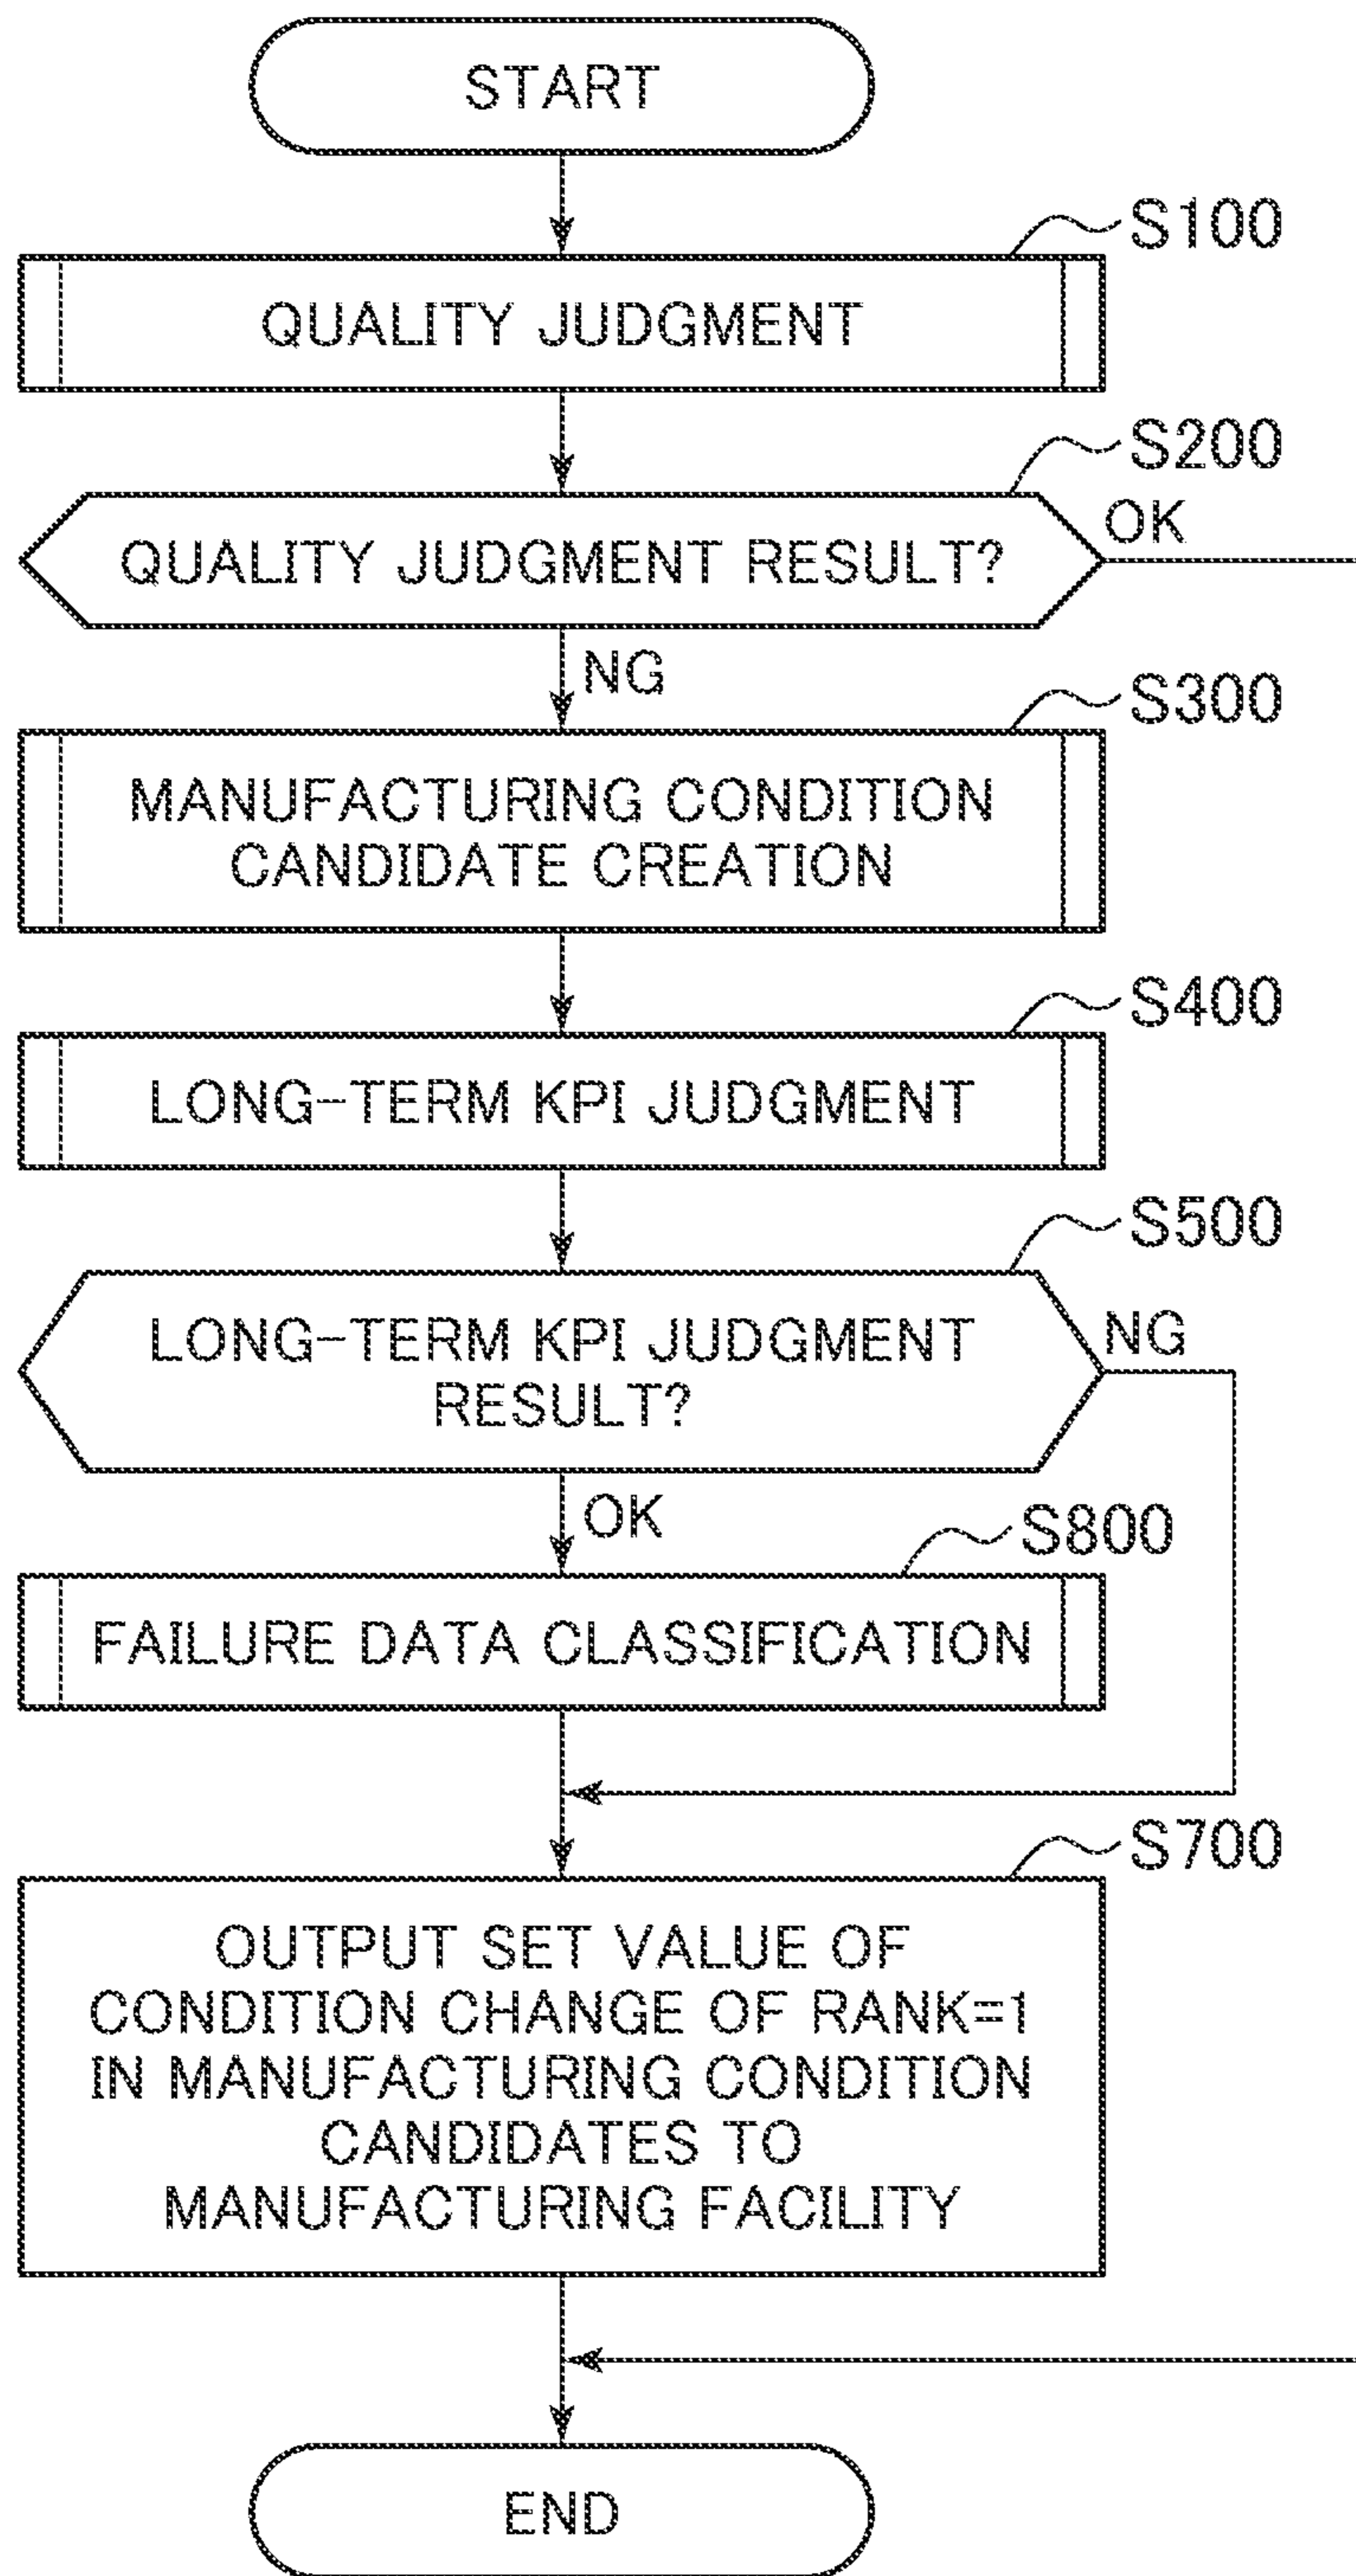 START
S100
QUALITY JUDGMENT
S200
QUALITY JUDGMENT RESULT?
OK
NG
S300
MANUFACTURING CONDITION
CANDIDATE CREATION
S400
LONG-TERM KPI JUDGMENT
S500
LONG-TERM KPI JUDGMENT
RESULT?
NG
OK
S800
FAILURE DATA CLASSIFICATION
S700
OUTPUT SET VALUE OF
CONDITION CHANGE OF RANK=1
IN MANUFACTURING CONDITION
CANDIDATES TO
MANUFACTURING FACILITY
END